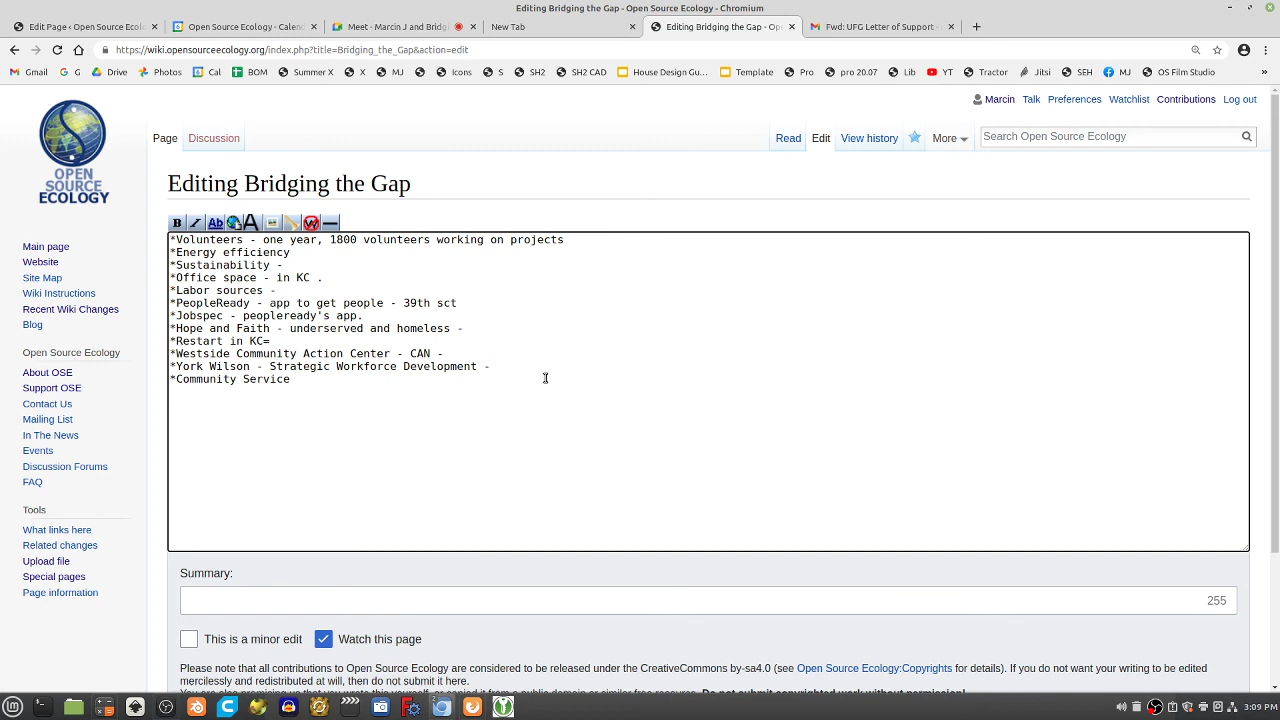 Editing Bridging the Gap - Open Source Ecology - Chromium
Edit Page ‹ Open Source Ecol
Open Source Ecology - Calend
Meet - Marcin J and Bridg
New Tab
Editing Bridging the Gap - Op
Fwd: UFG Letter of Support -
https://wiki.opensourceecology.org/index.php?title=Bridging_the_Gap&action=edit
Gmail G Drive Photos Cal BOM Summer X X MJ Icons S SH2 SH2 CAD House Design Gu... Template Pro pro 20.07 Lib YT Tractor Jitsi SEH MJ OS Film Studio »
Marcin Talk Preferences Watchlist Contributions Log out
Page Discussion
Read Edit View history More Search Open Source Ecology
OPEN
SOURCE
ECOLOGY
Editing Bridging the Gap
B I Ab A W
*Volunteers - one year, 1800 volunteers working on projects
*Energy efficiency
*Sustainability -
*Office space - in KC .
*Labor sources -
*PeopleReady - app to get people - 39th sct
*Jobspec - peopleready's app.
*Hope and Faith - underserved and homeless -
*Restart in KC=
*Westside Community Action Center - CAN -
*York Wilson - Strategic Workforce Development -
*Community Service
Main page
Website
Site Map
Wiki Instructions
Recent Wiki Changes
Blog
Open Source Ecology
About OSE
Support OSE
Contact Us
Mailing List
In The News
Events
Discussion Forums
FAQ
Tools
What links here
Related changes
Upload file
Special pages
Page information
Summary:
255
This is a minor edit Watch this page
Please note that all contributions to Open Source Ecology are considered to be released under the CreativeCommons by-sa4.0 (see Open Source Ecology:Copyrights for details). If you do not want your writing to be edited
mercilessly and redistributed at will, then do not submit it here.
3:09 PM